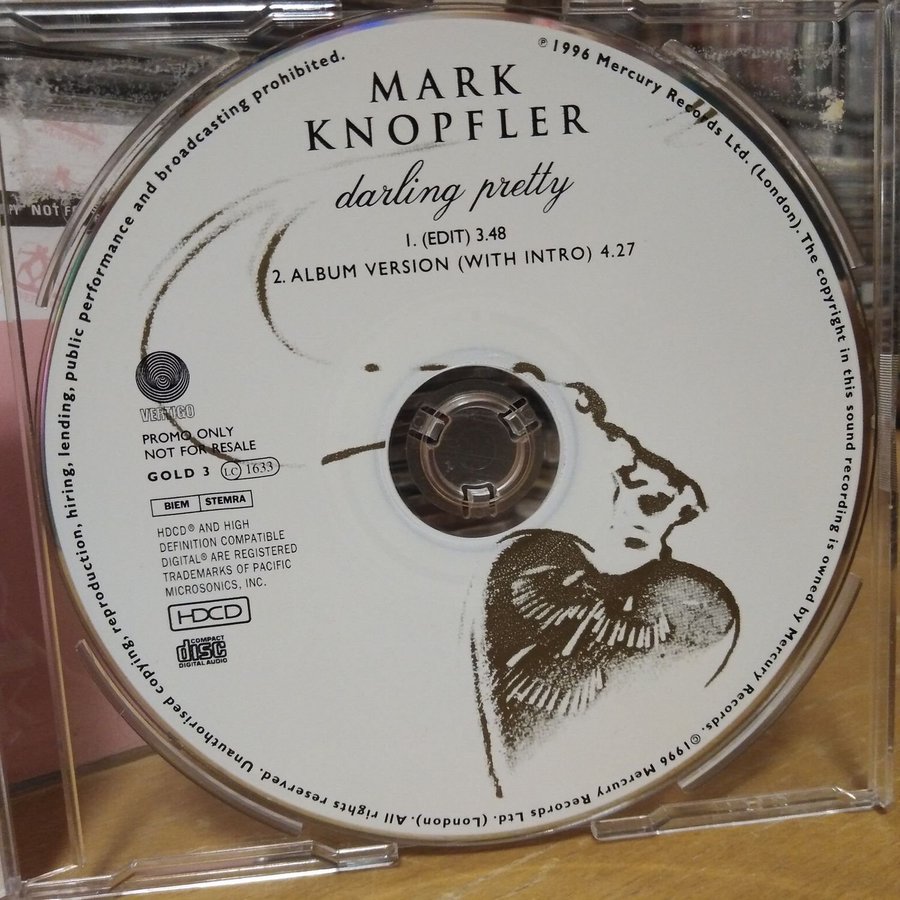 MARK
KNOPFLER
darling pretty
1. (EDIT) 3.48
2. ALBUM VERSION (WITH INTRO) 4.27
VERTIGO
PROMO ONLY
NOT FOR RESALE
GOLD 3 LC 1633
BIEM STEMRA
HDCD® AND HIGH
DEFINITION COMPATIBLE
DIGITAL® ARE REGISTERED
TRADEMARKS OF PACIFIC
MICROSONICS, INC.
HDCD
COMPACT
disc
DIGITAL AUDIO
℗ 1996 Mercury Records Ltd. (London). The copyright in this sound recording is owned by Mercury Records. © 1996 Mercury Records Ltd. (London). All rights reserved. Unauthorised copying, reproduction, hiring, lending, public performance and broadcasting prohibited.
NOT